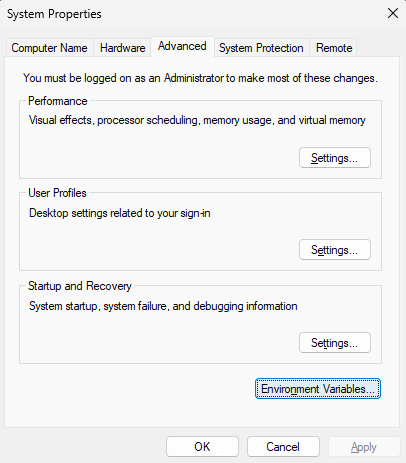 System Properties
Computer Name Hardware Advanced System Protection Remote
You must be logged on as an Administrator to make most of these changes.
Performance
Visual effects, processor scheduling, memory usage, and virtual memory
Settings...
User Profiles
Desktop settings related to your sign-in
Settings...
Startup and Recovery
System startup, system failure, and debugging information
Settings...
Environment Variables...
OK Cancel Apply